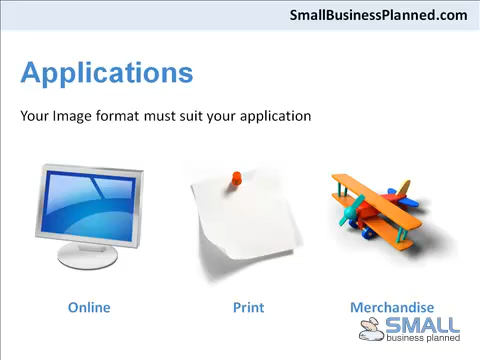 SmallBusinessPlanned.com
Applications
Your Image format must suit your application
Online Print Merchandise
SMALL
business planned